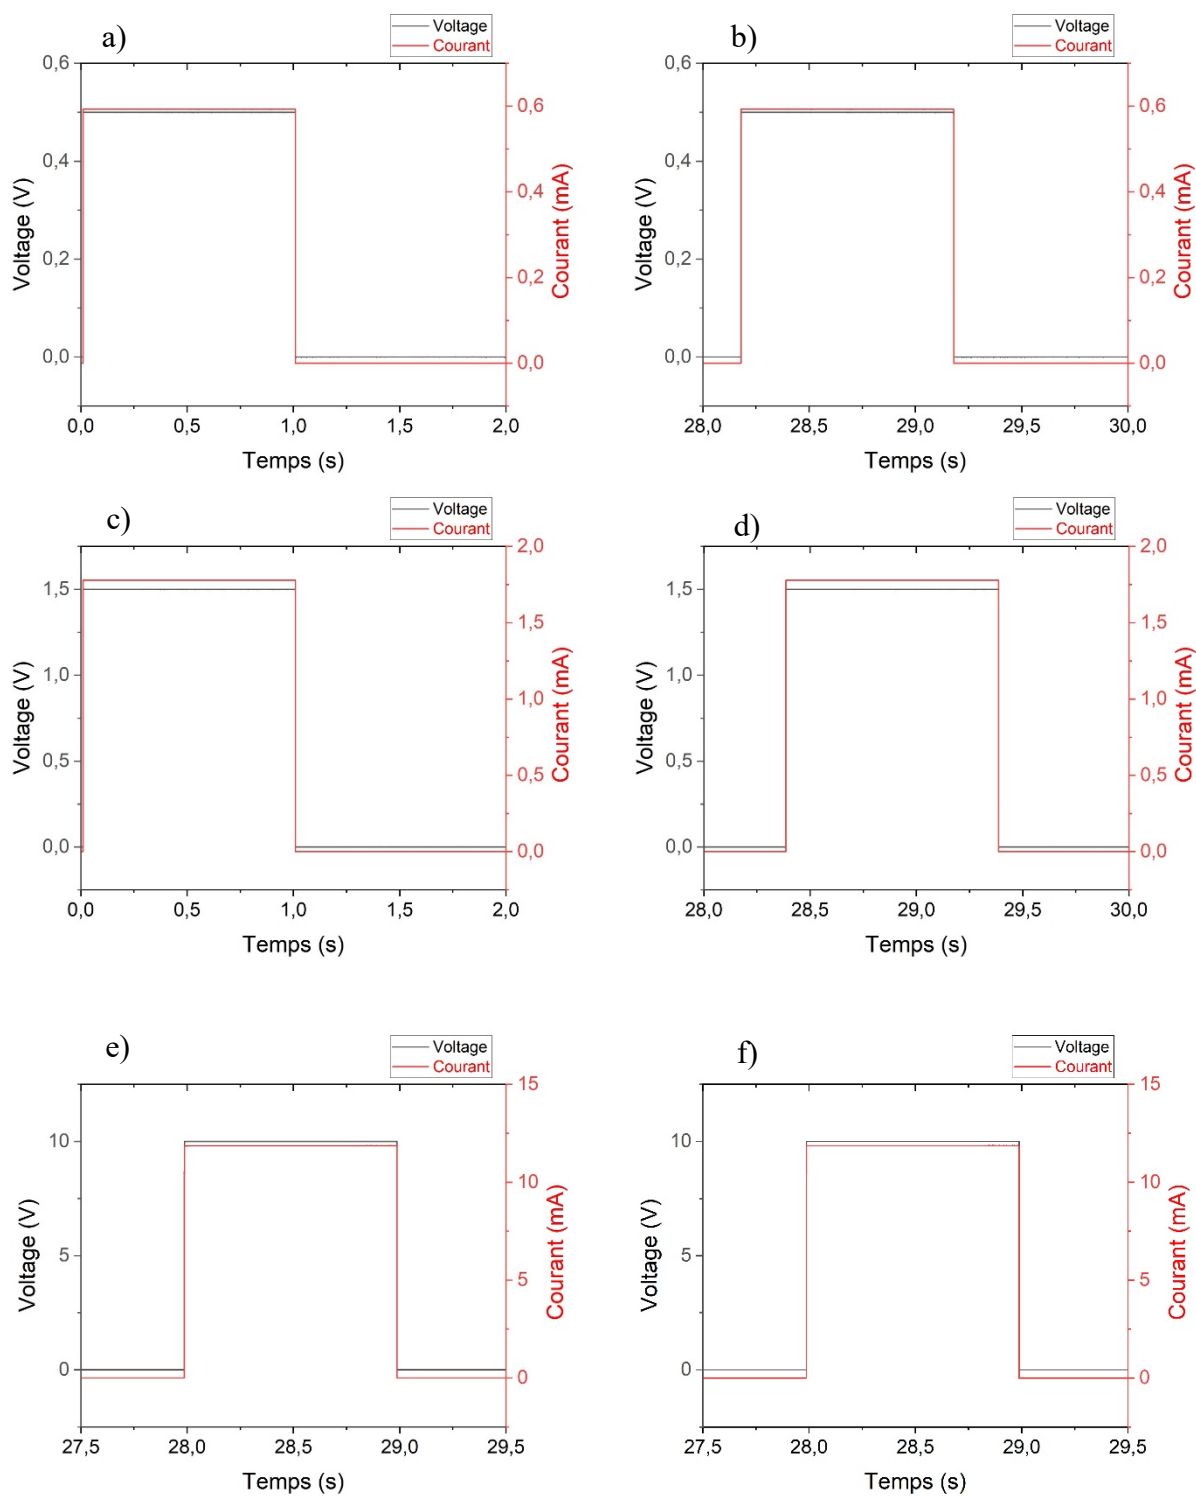 a)
Voltage
Courant
0,6
0,4
0,2
0,0
Voltage (V)
0,6
0,4
0,2
0,0
Courant (mA)
0,0 0,5 1,0 1,5 2,0
Temps (s)
b)
Voltage
Courant
0,6
0,4
0,2
0,0
Voltage (V)
0,6
0,4
0,2
0,0
Courant (mA)
28,0 28,5 29,0 29,5 30,0
Temps (s)
c)
Voltage
Courant
1,5
1,0
0,5
0,0
Voltage (V)
2,0
1,5
1,0
0,5
0,0
Courant (mA)
0,0 0,5 1,0 1,5 2,0
Temps (s)
d)
Voltage
Courant
1,5
1,0
0,5
0,0
Voltage (V)
2,0
1,5
1,0
0,5
0,0
Courant (mA)
28,0 28,5 29,0 29,5 30,0
Temps (s)
e)
Voltage
Courant
10
5
0
Voltage (V)
15
10
5
0
Courant (mA)
27,5 28,0 28,5 29,0 29,5
Temps (s)
f)
Voltage
Courant
10
5
0
Voltage (V)
15
10
5
0
Courant (mA)
27,5 28,0 28,5 29,0 29,5
Temps (s)